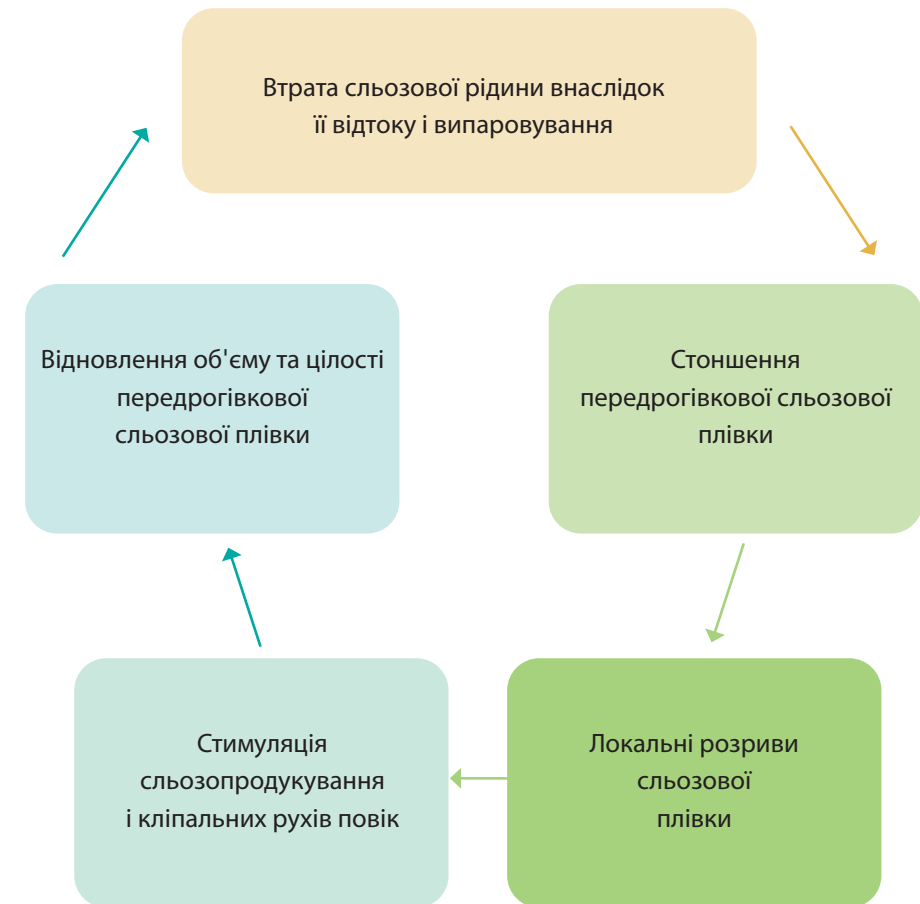 Втрата сльозової рідини внаслідок
її відтоку і випаровування
Стоншення
передрогівкової сльозової
плівки
Локальні розриви
сльозової
плівки
Стимуляція
сльозопродукування
і кліпальних рухів повік
Відновлення об'єму та цілості
передрогівкової
сльозової плівки